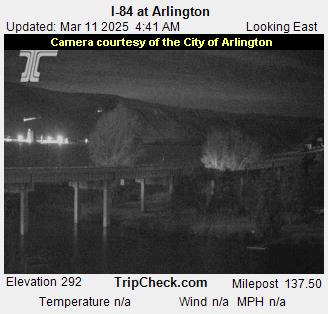 I-84 at Arlington
Updated: Mar 11 2025 4:41 AM Looking East
Camera courtesy of the City of Arlington
Elevation 292 TripCheck.com Milepost 137.50
Temperature n/a Wind n/a MPH n/a